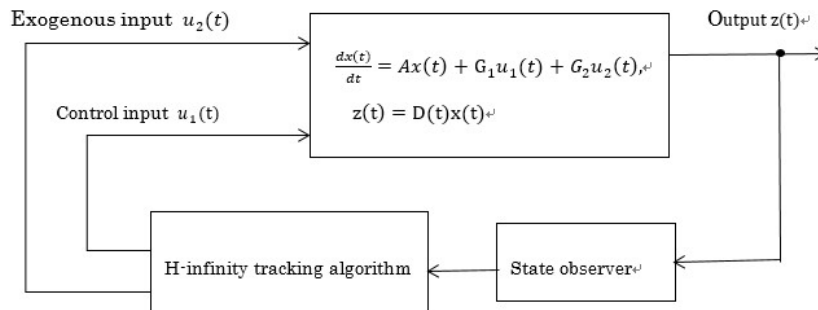 Exogenous input u₂(t)
Output z(t)↵
dx(t)/dt = Ax(t) + G₁u₁(t) + G₂u₂(t),↵
z(t) = D(t)x(t)↵
Control input u₁(t)
H-infinity tracking algorithm
State observer↵